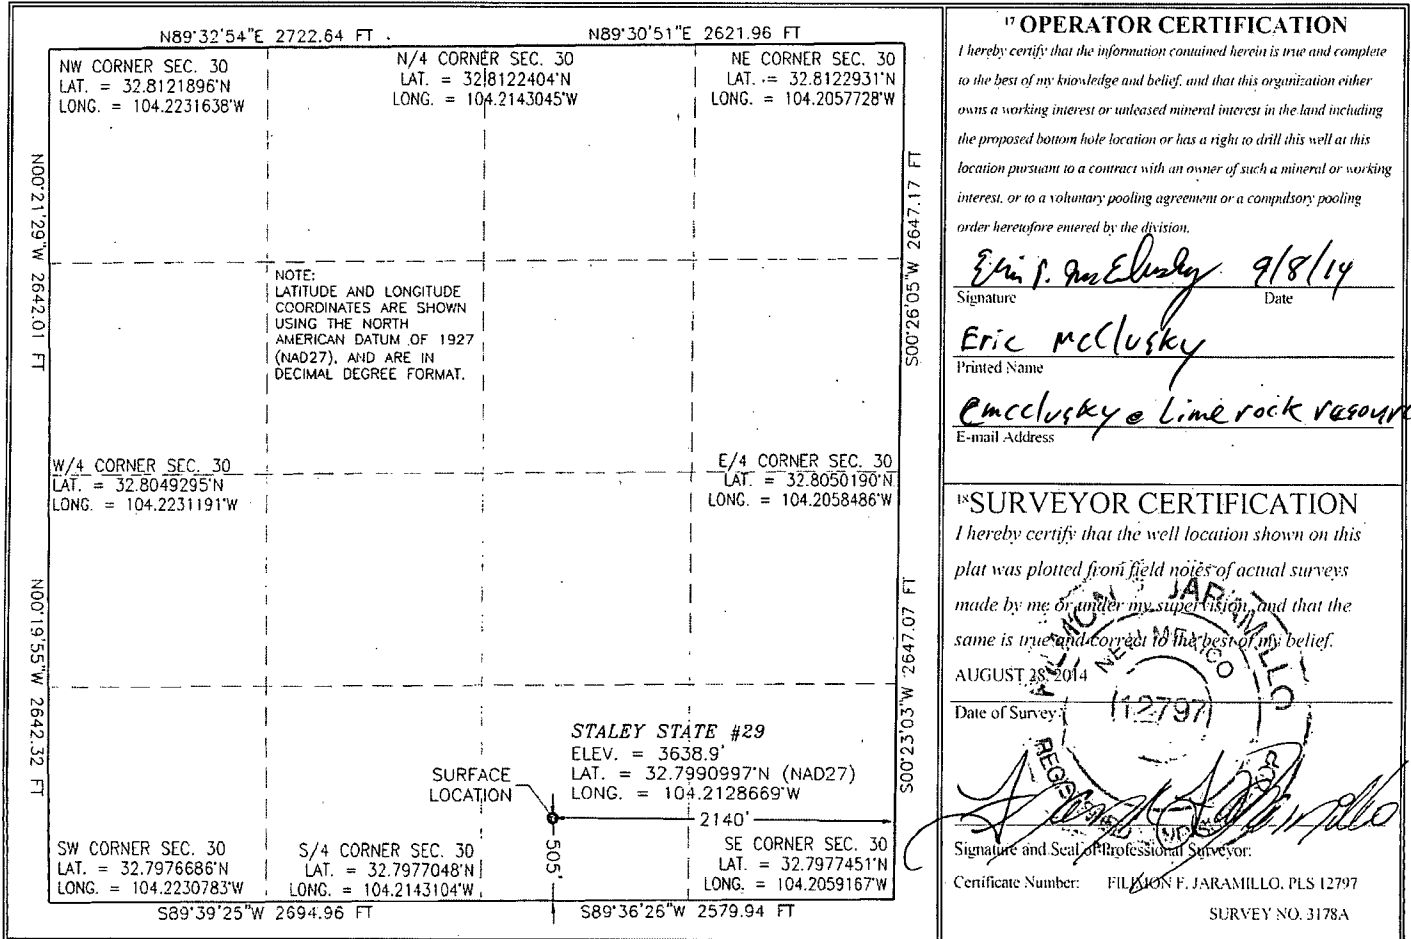 N89°32'54"E 2722.64 FT
N89°30'51"E 2621.96 FT
NW CORNER SEC. 30
LAT. = 32.8121896°N
LONG. = 104.2231638°W
N/4 CORNER SEC. 30
LAT. = 32.8122404°N
LONG. = 104.2143045°W
NE CORNER SEC. 30
LAT. = 32.8122931°N
LONG. = 104.2057728°W
N00°21'29"W 2642.01 FT
S00°26'05"W 2647.17 FT
NOTE:
LATITUDE AND LONGITUDE
COORDINATES ARE SHOWN
USING THE NORTH
AMERICAN DATUM OF 1927
(NAD27), AND ARE IN
DECIMAL DEGREE FORMAT.
W/4 CORNER SEC. 30
LAT. = 32.8049295°N
LONG. = 104.2231191°W
E/4 CORNER SEC. 30
LAT. = 32.8050190°N
LONG. = 104.2058486°W
N00°19'55"W 2642.32 FT
S00°23'03"W 2647.07 FT
STALEY STATE #29
ELEV. = 3638.9'
LAT. = 32.7990997°N (NAD27)
LONG. = 104.2128669°W
SURFACE
LOCATION
2140'
505'
SW CORNER SEC. 30
LAT. = 32.7976686°N
LONG. = 104.2230783°W
S/4 CORNER SEC. 30
LAT. = 32.7977048°N
LONG. = 104.2143104°W
SE CORNER SEC. 30
LAT. = 32.7977451°N
LONG. = 104.2059167°W
S89°39'25"W 2694.96 FT
S89°36'26"W 2579.94 FT
17 OPERATOR CERTIFICATION
I hereby certify that the information contained herein is true and complete
to the best of my knowledge and belief, and that this organization either
owns a working interest or unleased mineral interest in the land including
the proposed bottom hole location or has a right to drill this well at this
location pursuant to a contract with an owner of such a mineral or working
interest, or to a voluntary pooling agreement or a compulsory pooling
order heretofore entered by the division.
9/8/14
Signature Date
Eric McClusky
Printed Name
emcclusky@limerockresour
E-mail Address
18 SURVEYOR CERTIFICATION
I hereby certify that the well location shown on this
plat was plotted from field notes of actual surveys
made by me or under my supervision, and that the
same is true and correct to the best of my belief.
AUGUST 28, 2014
Date of Survey
JARAMILLO
NEW MEXICO
12797
Signature and Seal of Professional Surveyor:
Certificate Number: FILIMON F. JARAMILLO, PLS 12797
SURVEY NO. 3178A